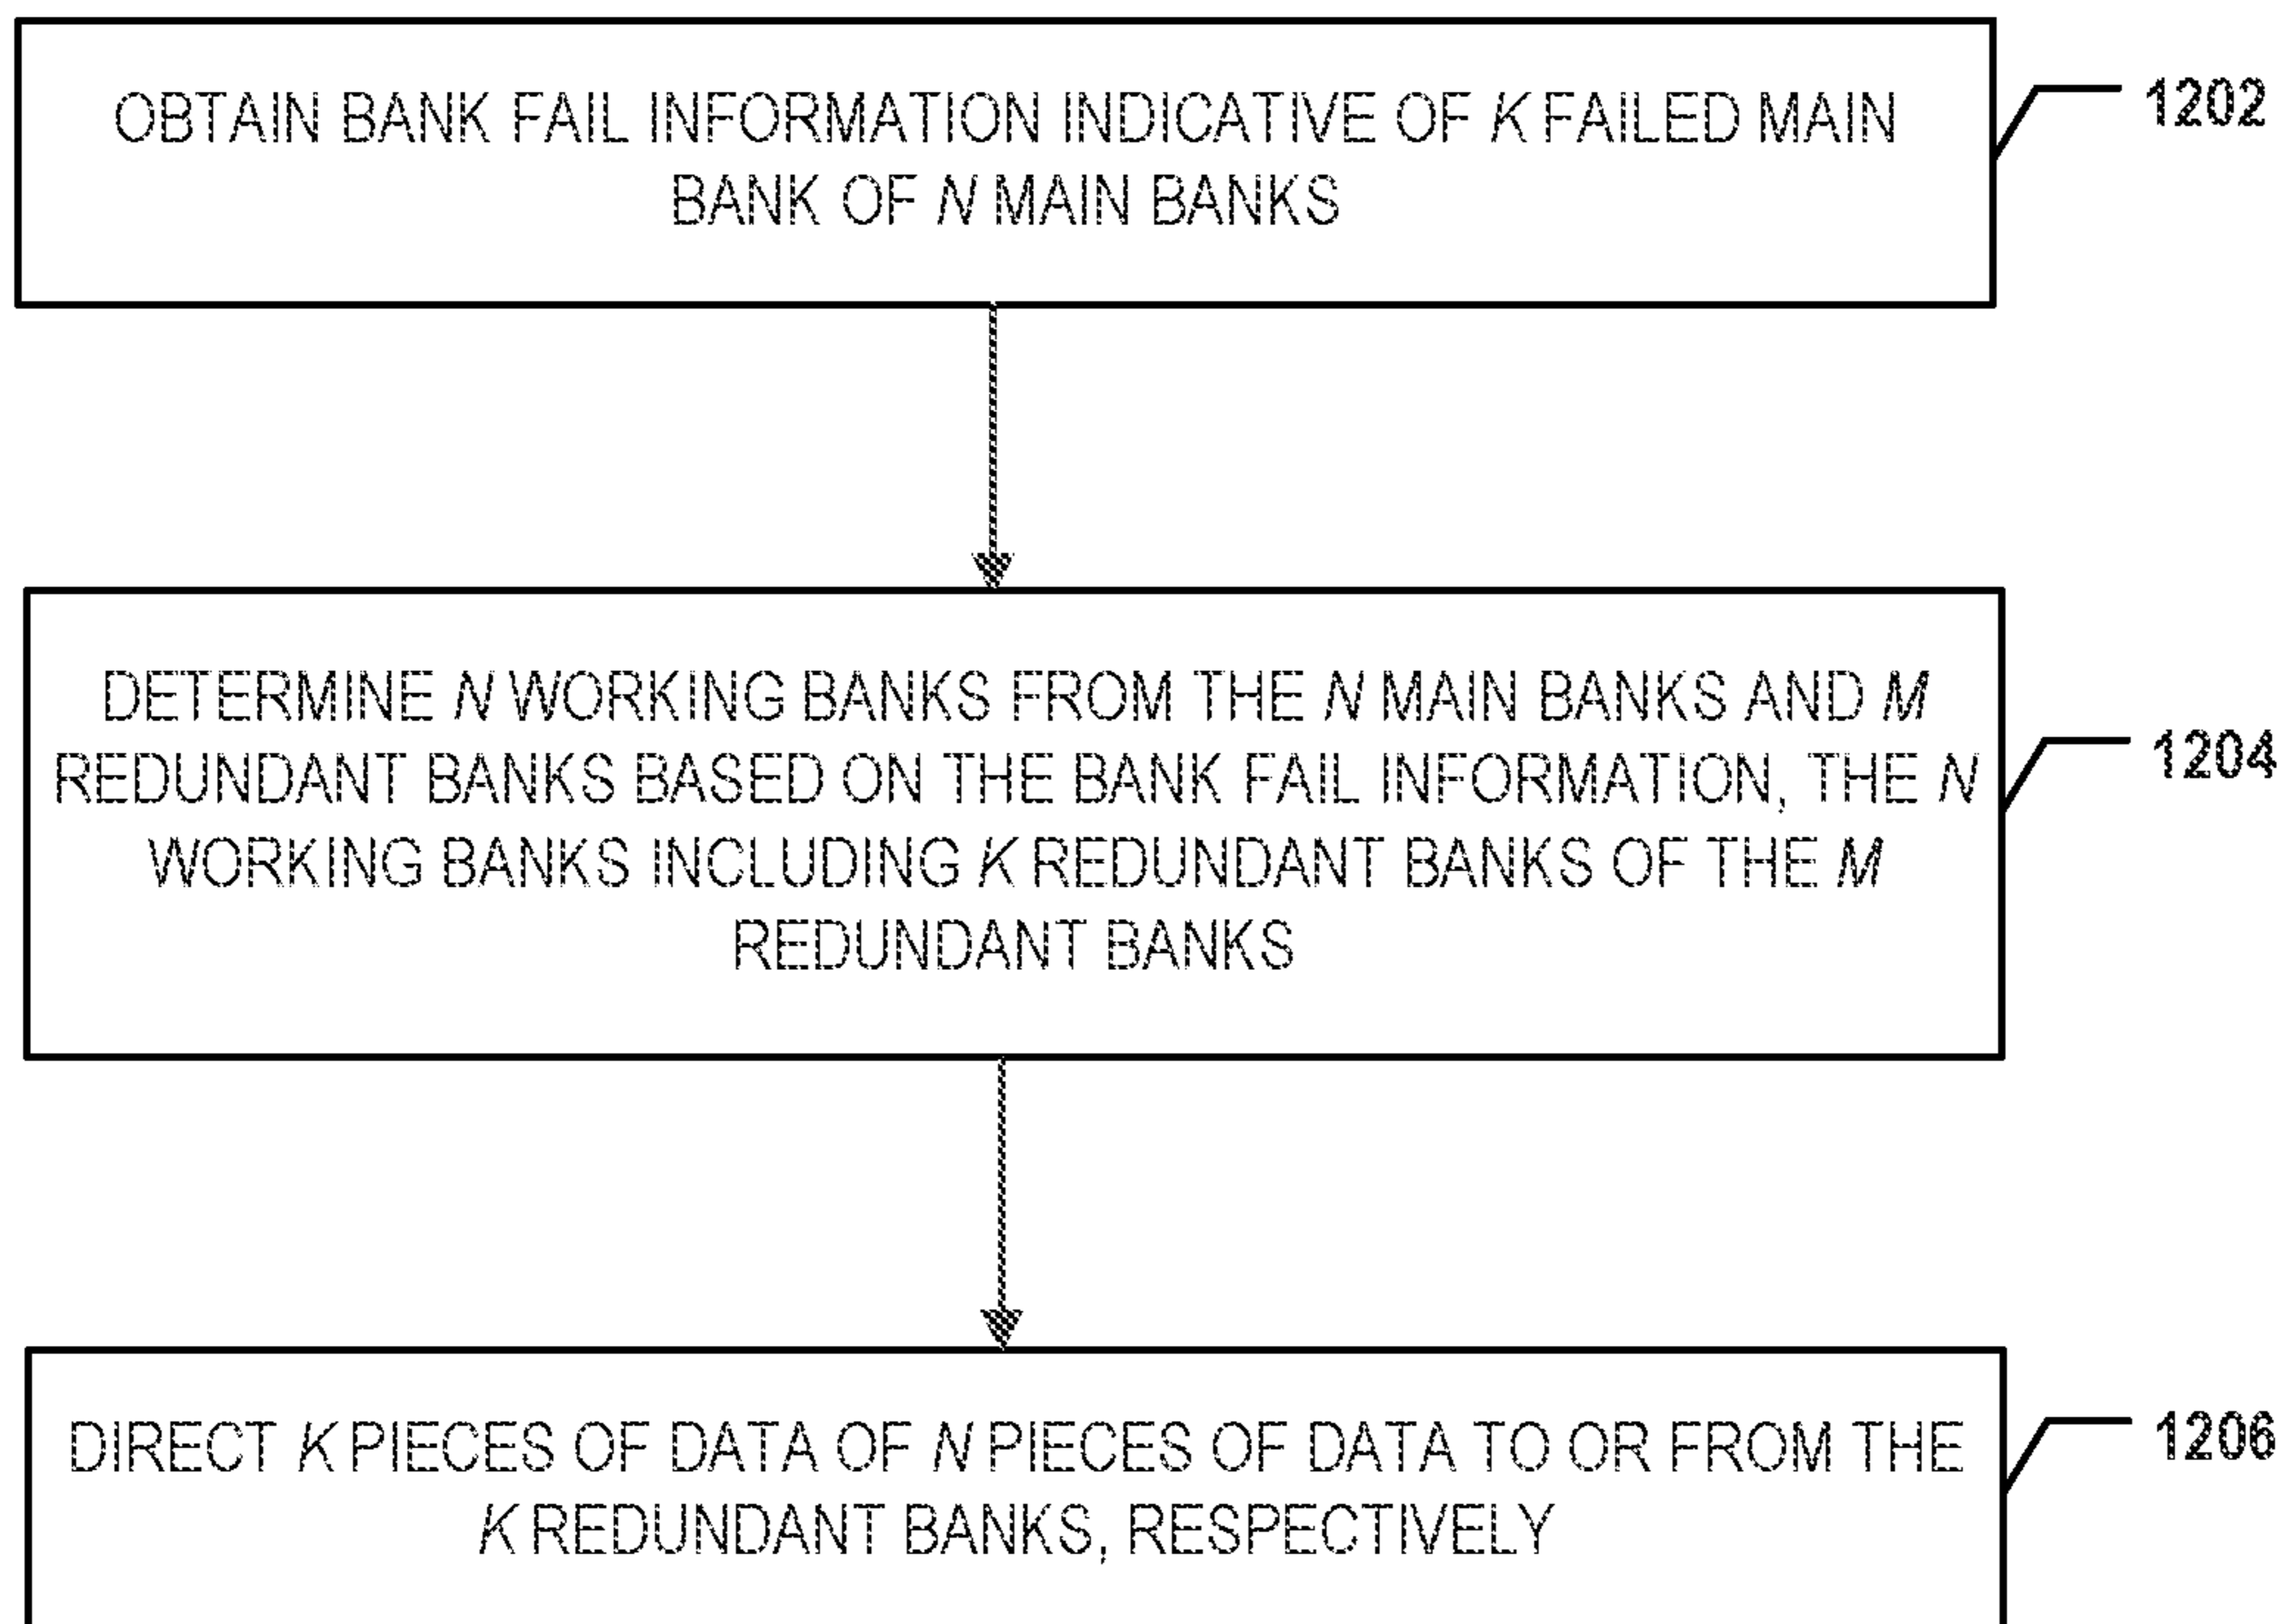 OBTAIN BANK FAIL INFORMATION INDICATIVE OF K FAILED MAIN
BANK OF N MAIN BANKS
1202
DETERMINE N WORKING BANKS FROM THE N MAIN BANKS AND M
REDUNDANT BANKS BASED ON THE BANK FAIL INFORMATION, THE N
WORKING BANKS INCLUDING K REDUNDANT BANKS OF THE M
REDUNDANT BANKS
1204
DIRECT K PIECES OF DATA OF N PIECES OF DATA TO OR FROM THE
K REDUNDANT BANKS, RESPECTIVELY
1206